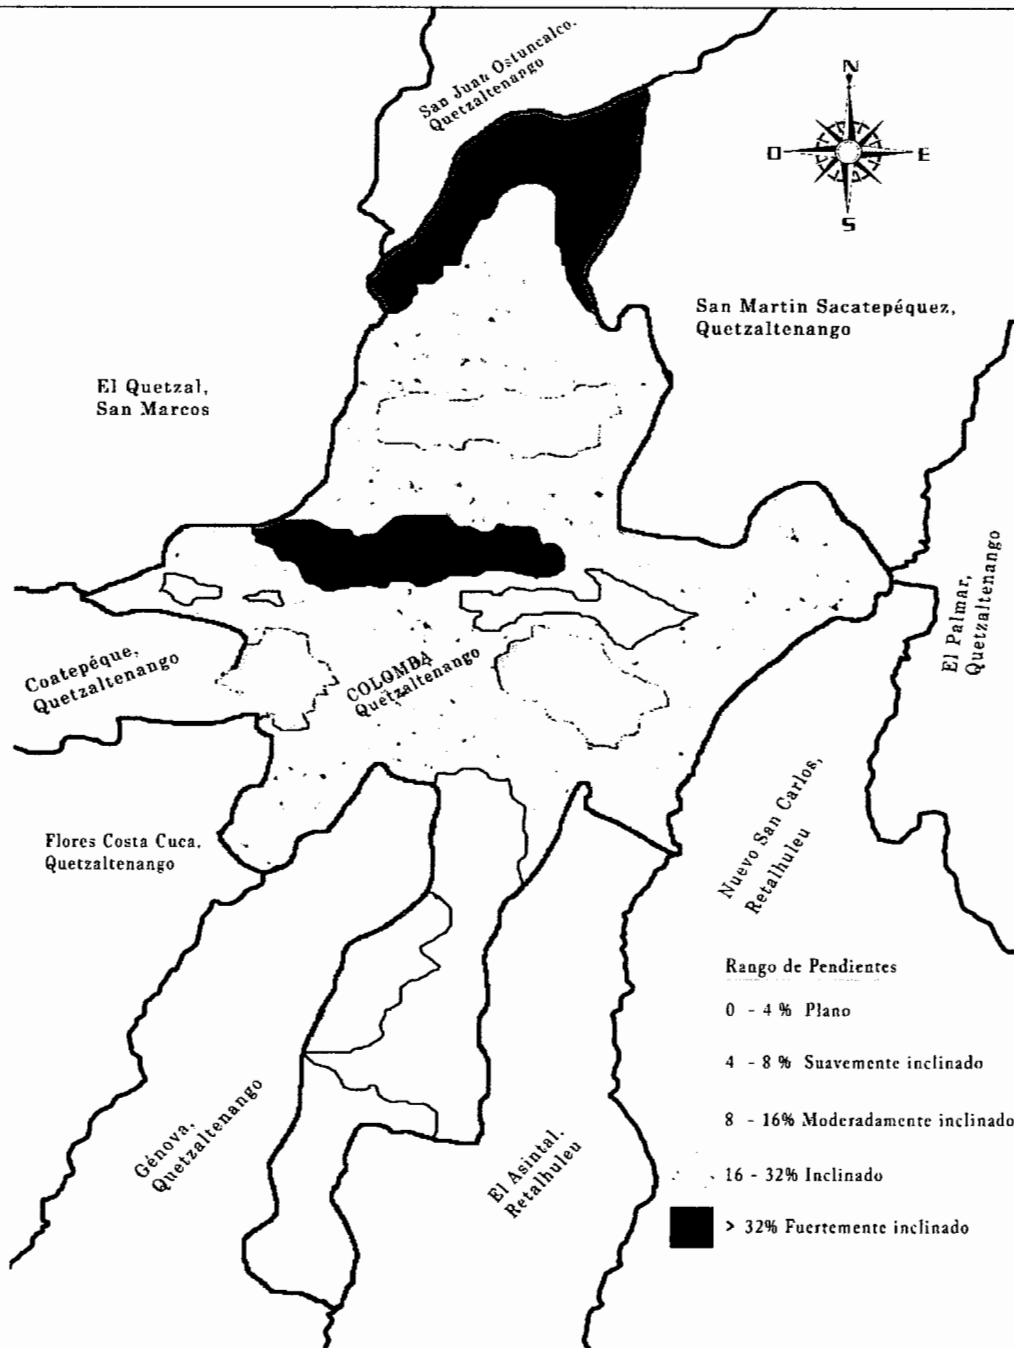 San Juan Ostuncalco.
Quetzaltenango
N
O
E
S
San Martin Sacatepéquez,
Quetzaltenango
El Quetzal,
San Marcos
El Palmar,
Quetzaltenango
Coatepéque,
Quetzaltenango
COLOMBA
Quetzaltenango
Flores Costa Cuca.
Quetzaltenango
Nuevo San Carlos,
Retalhuleu
Génova,
Quetzaltenango
El Asintal.
Retalhuleu
Rango de Pendientes
0 - 4 % Plano
4 - 8 % Suavemente inclinado
8 - 16% Moderadamente inclinado
16 - 32% Inclinado
> 32% Fuertemente inclinado